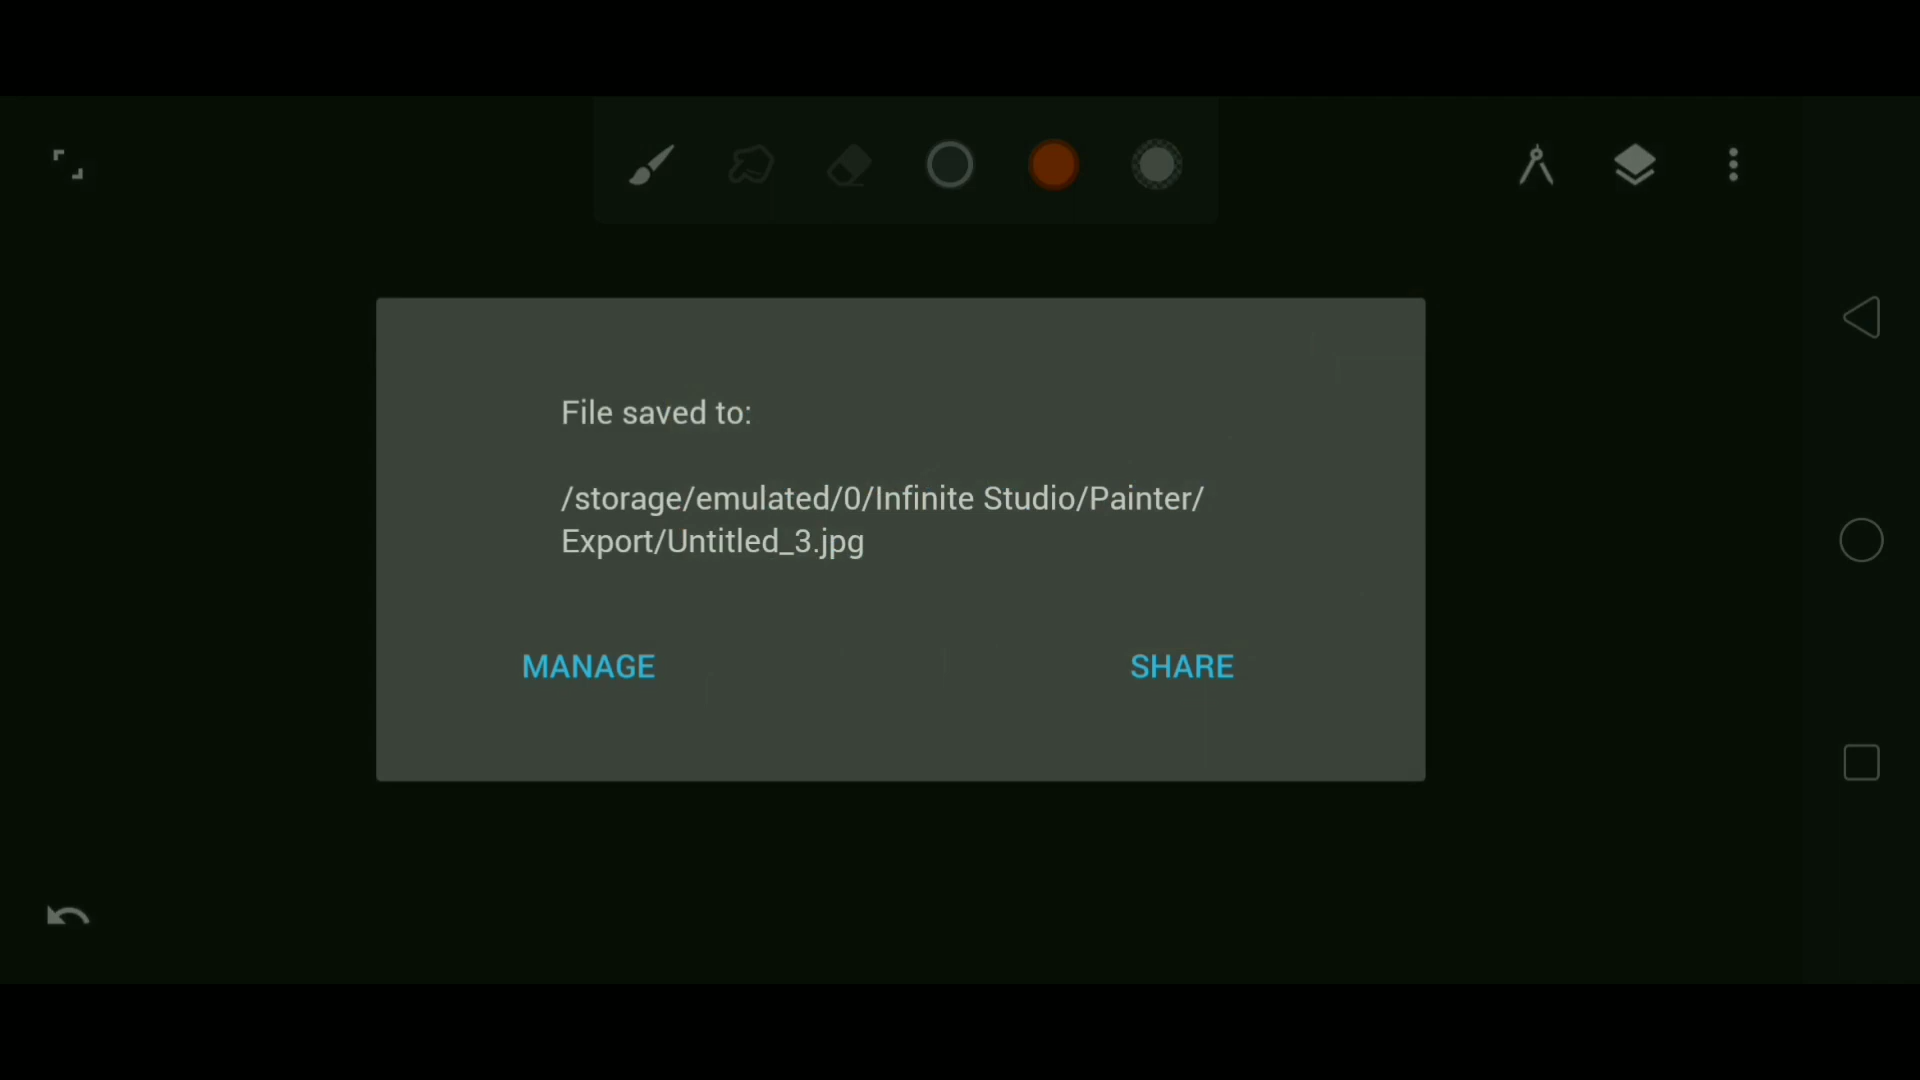 File saved to:
/storage/emulated/0/Infinite Studio/Painter/
Export/Untitled_3.jpg
MANAGE
SHARE